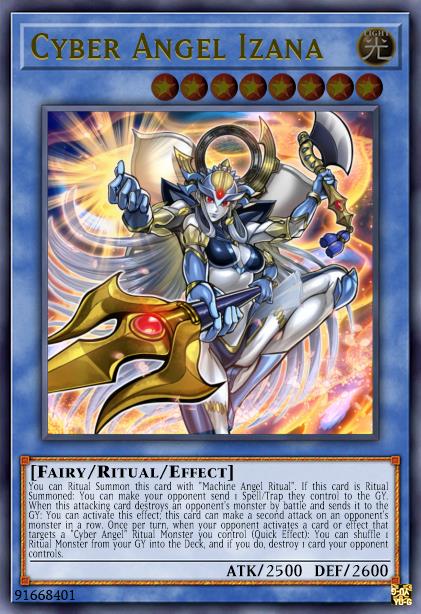 CYBER ANGEL IZANA
LIGHT
光
[FAIRY/RITUAL/EFFECT]
You can Ritual Summon this card with "Machine Angel Ritual". If this card is Ritual
Summoned: You can make your opponent send 1 Spell/Trap they control to the GY.
When this attacking card destroys an opponent's monster by battle and sends it to the
GY: You can activate this effect; this card can make a second attack on an opponent's
monster in a row. Once per turn, when your opponent activates a card or effect that
targets a "Cyber Angel" Ritual Monster you control (Quick Effect): You can shuffle 1
Ritual Monster from your GY into the Deck, and if you do, destroy 1 card your opponent
controls.
ATK/2500 DEF/2600
91668401